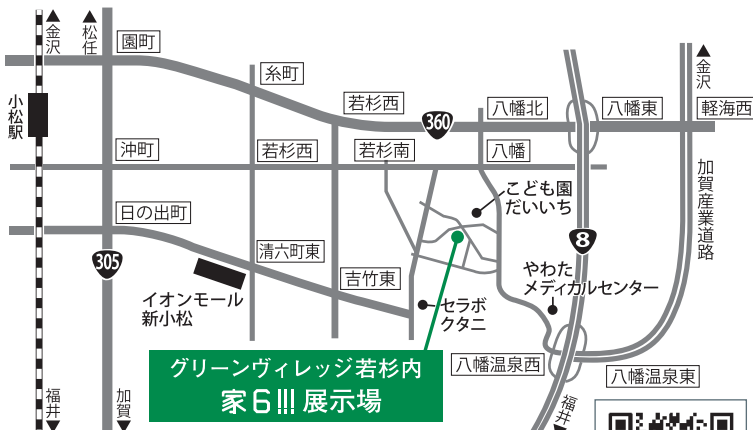 ▲金沢
▲松任
園町
糸町
若杉西
360
八幡北
八幡東
▲金沢
軽海西
小松駅
沖町
若杉西
若杉南
八幡
こども園
だいいち
加賀産業道路
日の出町
305
清六町東
8
イオンモール
新小松
吉竹東
セラボ
クタニ
やわた
メディカルセンター
グリーンヴィレッジ若杉内
家6!!! 展示場
八幡温泉西
八幡温泉東
福井▼
加賀▼
福井▼